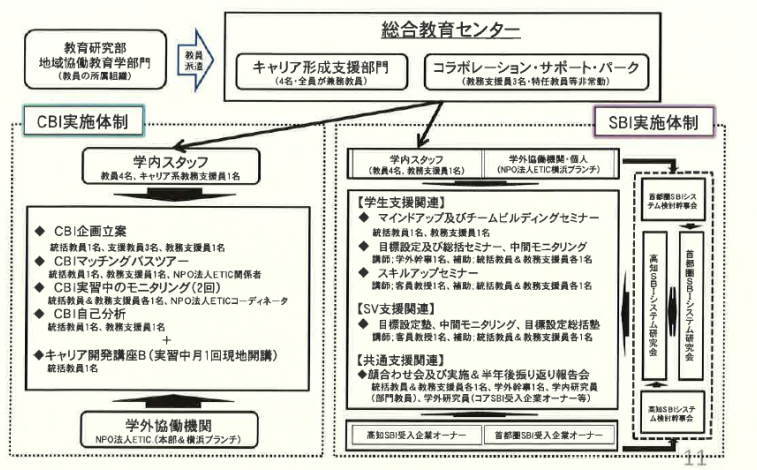 総合教育センター
教育研究部
地域協働教育学部門
(教員の所属組織)
教員
派遣
キャリア形成支援部門
(4名・全員が兼務教員)
コラボレーション・サポート・パーク
(教務支援員3名・特任教員等非常勤)
CBI実施体制
学内スタッフ
教員4名、キャリア系教務支援員1名
◆ CBI企画立案
統括教員1名、支援教員3名、教務支援員1名
◆ CBIマッチングバスツアー
統括教員1名、教務支援員1名、NPO法人ETIC関係者
◆ CBI実習中のモニタリング(2回)
統括教員&教務支援員各1名、NPO法人ETICコーディネータ
◆ CBI自己分析
統括教員1名、教務支援員1名
+
◆キャリア開発講座B(実習中月1回現地開講)
統括教員1名
学外協働機関
NPO法人ETIC.(本部&横浜ブランチ)
SBI実施体制
学内スタッフ
(教員4名、教務支援員1名)
学外協働機関・個人
(NPO法人ETIC横浜ブランチ)
【学生支援関連】
◆ マインドアップ及びチームビルディングセミナー
統括教員1名、教務支援員1名
◆ 目標設定及び総括セミナー、中間モニタリング
講師;学外幹事1名、補助;統括教員&教務支援員各1名
◆ スキルアップセミナー
講師;客員教授1名、補助;統括教員&教務支援員各1名
【SV支援関連】
◆ 目標設定塾、中間モニタリング、目標設定総括塾
講師;客員教授1名、補助;統括教員&教務支援員各1名
【共通支援関連】
◆顔合わせ会及び実施&半年後振り返り報告会
統括教員&教務支援員各1名、学外幹事1名、学内研究員
(部門教員)、学外研究員(コアSBI受入企業オーナー等)
高知SBI受入企業オーナー
首都圏SBI受入企業オーナー
首都圏SBIシス
テム検討幹事会
高知SBIシステム研究会
首都圏SBIシステム研究会
高知SBIシステ
ム検討幹事会
11